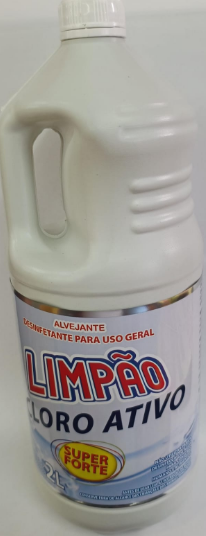 ALVEJANTE
DESINFETANTE PARA USO GERAL
LIMPÃO
CLORO ATIVO
SUPER
FORTE
2L